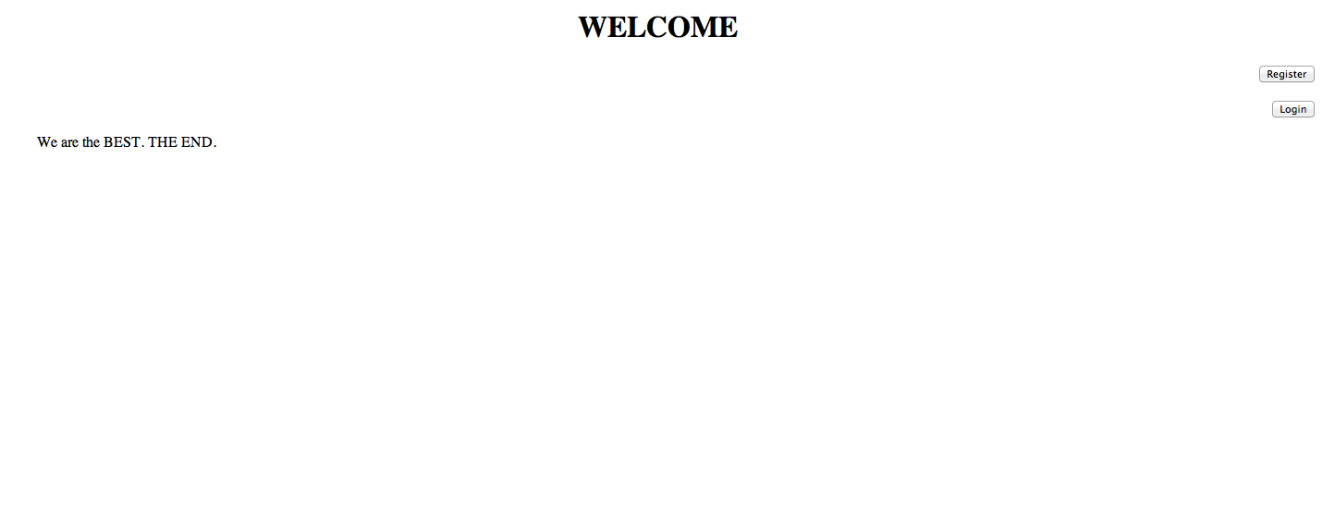 WELCOME
Register
Login
We are the BEST. THE END.